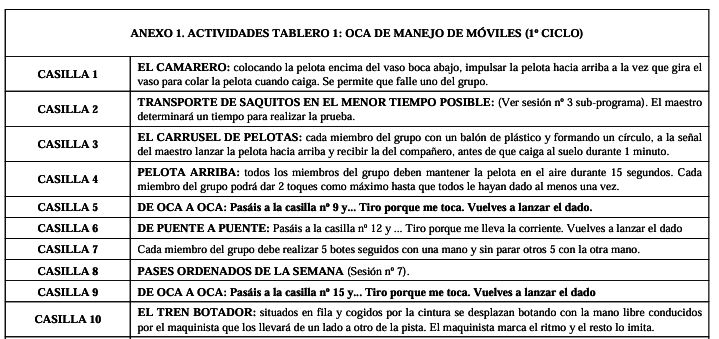 ANEXO 1. ACTIVIDADES TABLERO 1: OCA DE MANEJO DE MÓVILES (1º CICLO)
CASILLA 1
EL CAMARERO: colocando la pelota encima del vaso boca abajo, impulsar la pelota hacia arriba a la vez que gira el
vaso para colar la pelota cuando caiga. Se permite que falle uno del grupo.
CASILLA 2
TRANSPORTE DE SAQUITOS EN EL MENOR TIEMPO POSIBLE: (Ver sesión nº 3 sub-programa). El maestro
determinará un tiempo para realizar la prueba.
CASILLA 3
EL CARRUSEL DE PELOTAS: cada miembro del grupo con un balón de plástico y formando un círculo, a la señal
del maestro lanzar la pelota hacia arriba y recibir la del compañero, antes de que caiga al suelo durante 1 minuto.
CASILLA 4
PELOTA ARRIBA: todos los miembros del grupo deben mantener la pelota en el aire durante 15 segundos. Cada
miembro del grupo podrá dar 2 toques como máximo hasta que todos le hayan dado al menos una vez.
CASILLA 5
DE OCA A OCA: Pasáis a la casilla nº 9 y... Tiro porque me toca. Vuelves a lanzar el dado.
CASILLA 6
DE PUENTE A PUENTE: Pasáis a la casilla nº 12 y ... Tiro porque me lleva la corriente. Vuelves a lanzar el dado
CASILLA 7
Cada miembro del grupo debe realizar 5 botes seguidos con una mano y sin parar otros 5 con la otra mano.
CASILLA 8
PASES ORDENADOS DE LA SEMANA (Sesión nº 7).
CASILLA 9
DE OCA A OCA: Pasáis a la casilla nº 15 y... Tiro porque me toca. Vuelves a lanzar el dado
CASILLA 10
EL TREN BOTADOR: situados en fila y cogidos por la cintura se desplazan botando con la mano libre conducidos
por el maquinista que los llevará de un lado a otro de la pista. El maquinista marca el ritmo y el resto lo imita.